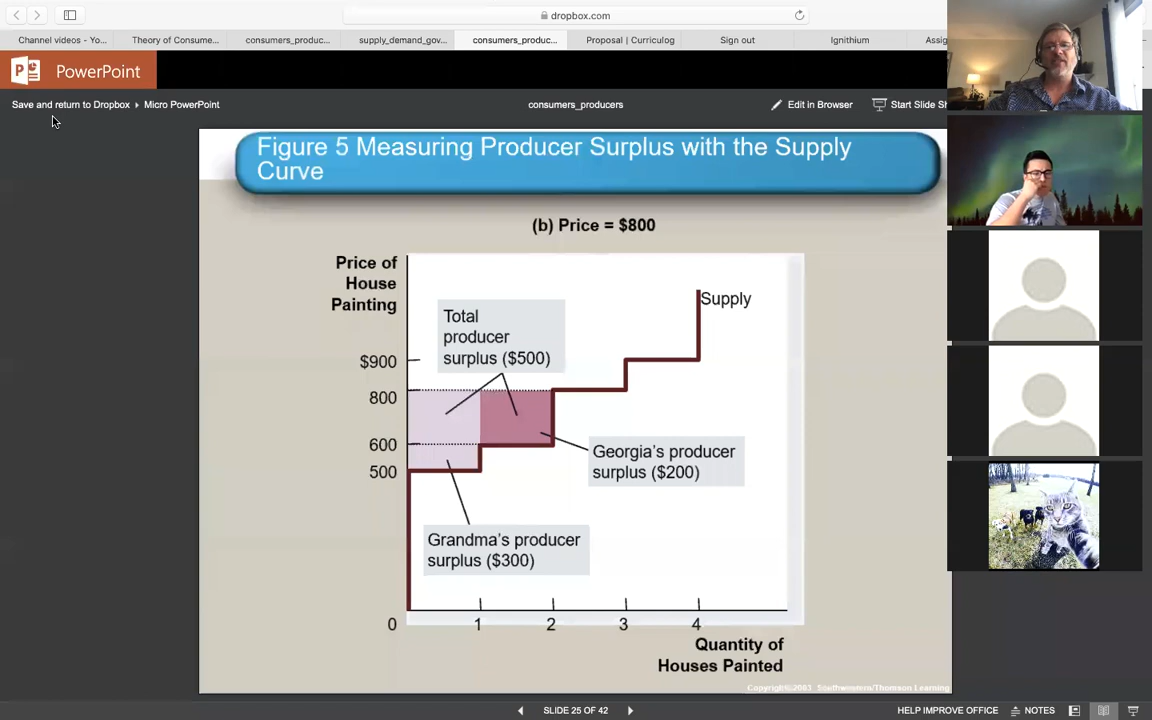 dropbox.com
Channel videos - Yo...
Theory of Consume...
consumers_produc...
supply_demand_gov...
consumers_produc...
Proposal | Curriculog
Sign out
Ignithium
Assig
PowerPoint
Save and return to Dropbox
Micro PowerPoint
consumers_producers
Edit in Browser
Start Slide Sh
Figure 5 Measuring Producer Surplus with the Supply
Curve
(b) Price = $800
Price of
House
Painting
Total
producer
surplus ($500)
Supply
$900
800
600
500
Georgia's producer
surplus ($200)
Grandma's producer
surplus ($300)
0
1
2
3
4
Quantity of
Houses Painted
Copyright©2003 Southwestern/Thomson Learning
SLIDE 25 OF 42
HELP IMPROVE OFFICE
NOTES